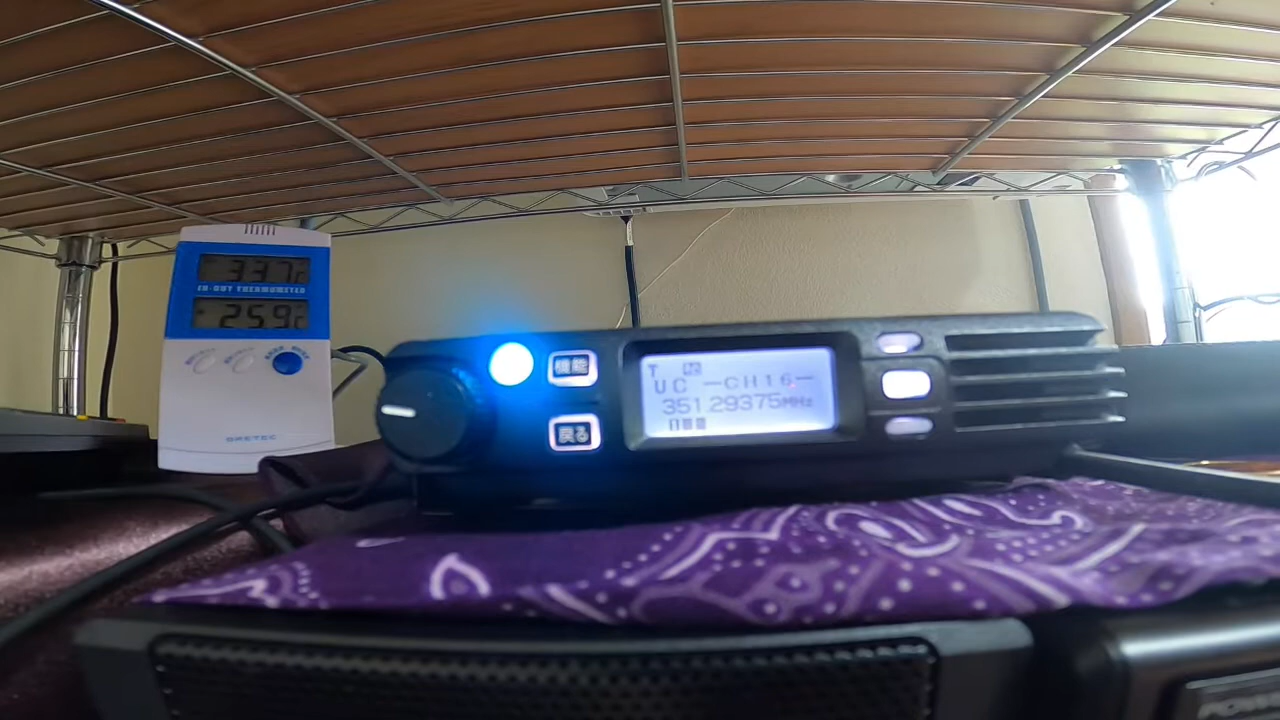 33.7
IN-OUT THERMOMETER
25.9
DRETEC
機能
戻る
T
UC -CH16-
351.29375MHz